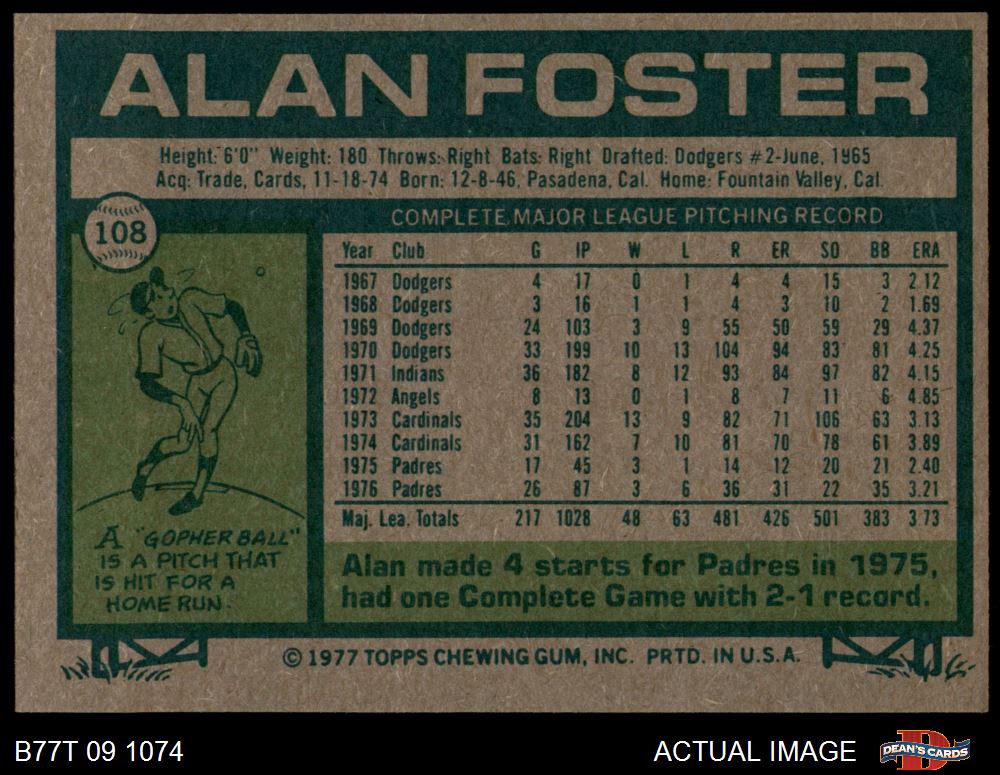 ALAN FOSTER
Height: 6'0" Weight: 180 Throws: Right Bats: Right Drafted: Dodgers #2-June, 1965
Acq: Trade, Cards, 11-18-74 Born: 12-8-46, Pasadena, Cal. Home: Fountain Valley, Cal.
108
COMPLETE MAJOR LEAGUE PITCHING RECORD
Year Club G IP W L R ER SO BB ERA
1967 Dodgers 4 17 0 1 4 4 15 3 2.12
1968 Dodgers 3 16 1 1 4 3 10 2 1.69
1969 Dodgers 24 103 3 9 55 50 59 29 4.37
1970 Dodgers 33 199 10 13 104 94 83 81 4.25
1971 Indians 36 182 8 12 93 84 97 82 4.15
1972 Angels 8 13 0 1 8 7 11 6 4.85
1973 Cardinals 35 204 13 9 82 71 106 63 3.13
1974 Cardinals 31 162 7 10 81 70 78 61 3.89
1975 Padres 17 45 3 1 14 12 20 21 2.40
1976 Padres 26 87 3 6 36 31 22 35 3.21
Maj. Lea. Totals 217 1028 48 63 481 426 501 383 3.73
A "GOPHER BALL"
IS A PITCH THAT
IS HIT FOR A
HOME RUN.
Alan made 4 starts for Padres in 1975,
had one Complete Game with 2-1 record.
© 1977 TOPPS CHEWING GUM, INC. PRTD. IN U.S.A.
B77T 09 1074
ACTUAL IMAGE
DEAN'S CARDS